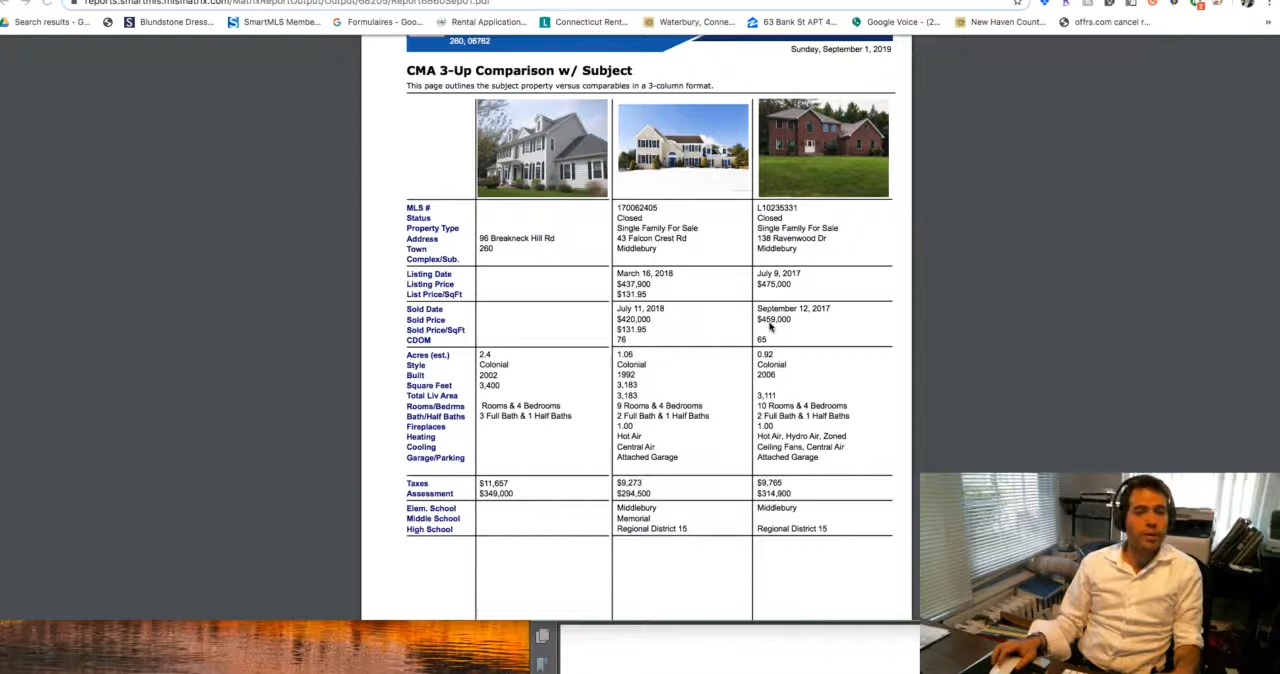 reports.smartmls.mlsmatrix.com/MatrixReportOutput/Output/68205/Report6860Sep01.pdf
Search results - G... Blundstone Dress... SmartMLS Membe... Formulaires - Goo... Rental Application... Connecticut Rent... Waterbury, Conne... 63 Bank St APT 4... Google Voice - (2... New Haven Count... offrs.com cancel r... »
260, 06762
Sunday, September 1, 2019
CMA 3-Up Comparison w/ Subject
This page outlines the subject property versus comparables in a 3-column format.
MLS # 170062405 L10235331
Status Closed Closed
Property Type Single Family For Sale Single Family For Sale
Address 96 Breakneck Hill Rd 43 Falcon Crest Rd 138 Ravenwood Dr
Town 260 Middlebury Middlebury
Complex/Sub.
Listing Date March 16, 2018 July 9, 2017
Listing Price $437,900 $475,000
List Price/SqFt $131.95
Sold Date July 11, 2018 September 12, 2017
Sold Price $420,000 $459,000
Sold Price/SqFt $131.95
CDOM 76 65
Acres (est.) 2.4 1.06 0.92
Style Colonial Colonial Colonial
Built 2002 1992 2006
Square Feet 3,400 3,183
Total Liv Area 3,183 3,111
Rooms/Bedrms Rooms & 4 Bedrooms 9 Rooms & 4 Bedrooms 10 Rooms & 4 Bedrooms
Bath/Half Baths 3 Full Bath & 1 Half Baths 2 Full Bath & 1 Half Baths 2 Full Bath & 1 Half Baths
Fireplaces 1.00 1.00
Heating Hot Air Hot Air, Hydro Air, Zoned
Cooling Central Air Ceiling Fans, Central Air
Garage/Parking Attached Garage Attached Garage
Taxes $11,657 $9,273 $9,765
Assessment $349,000 $294,500 $314,900
Elem. School Middlebury Middlebury
Middle School Memorial
High School Regional District 15 Regional District 15